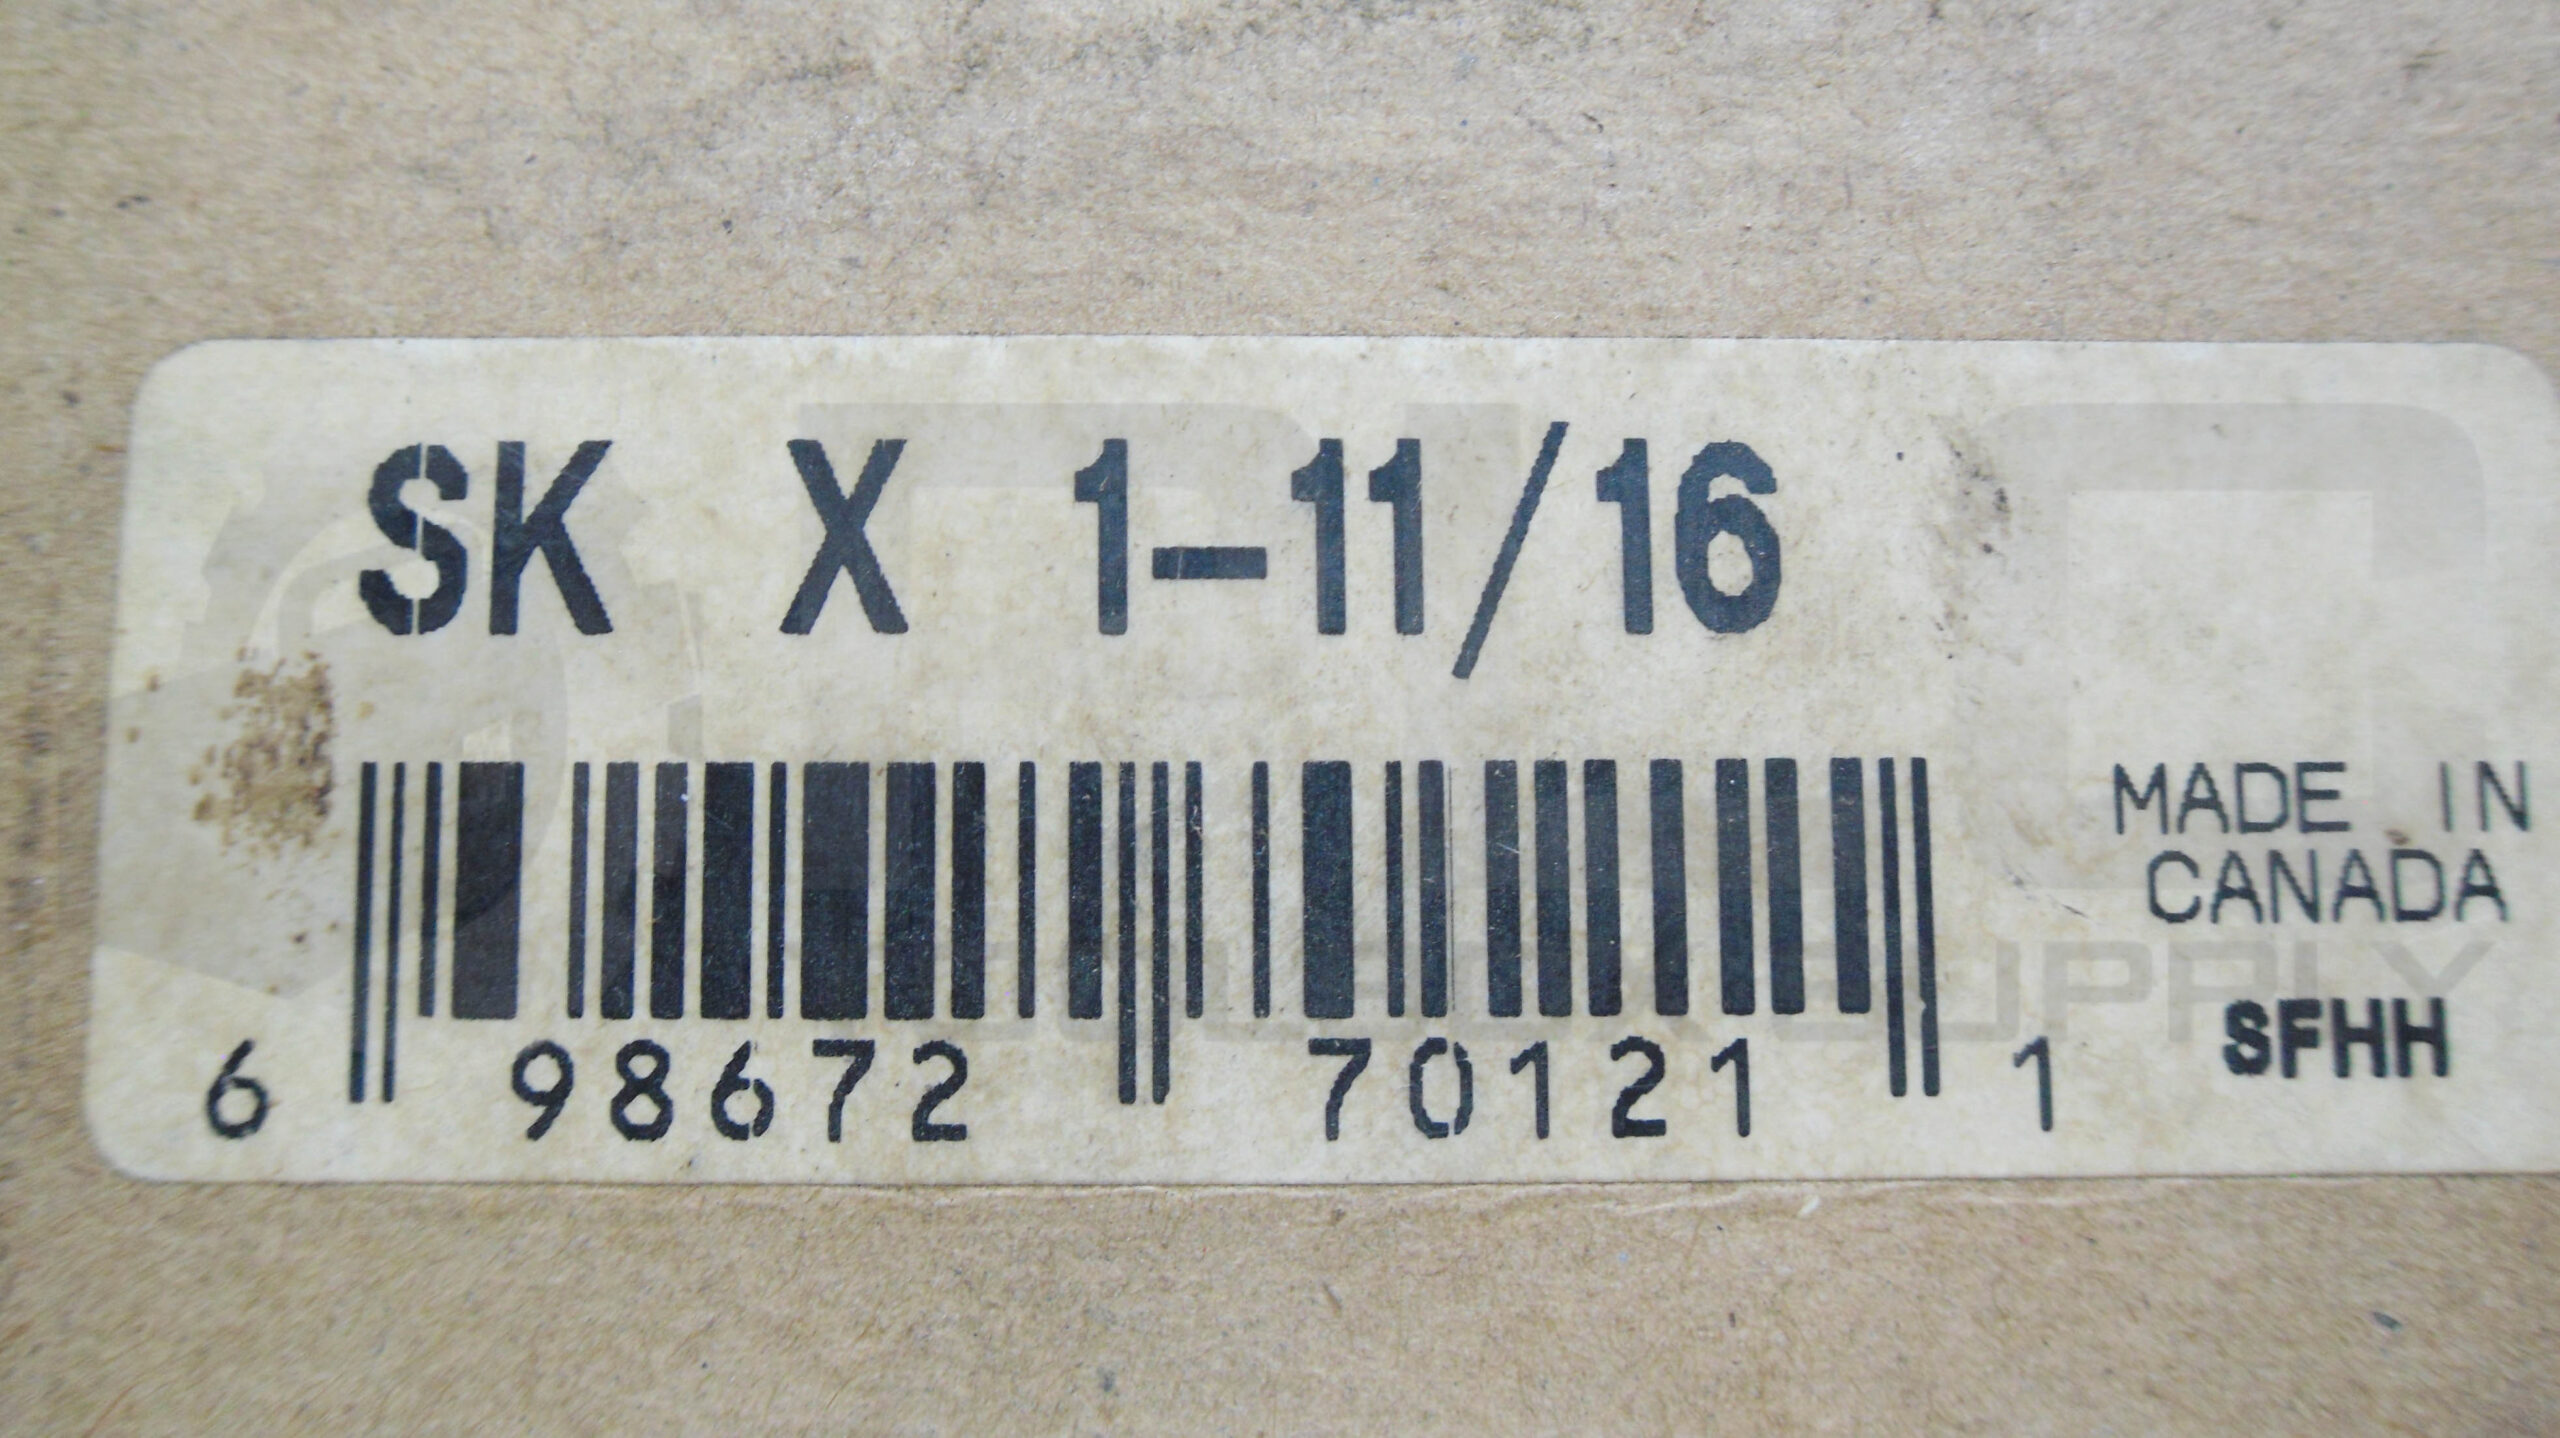 SK X 1-11/16
MADE IN
CANADA
SFHH
6 98672 70121 1